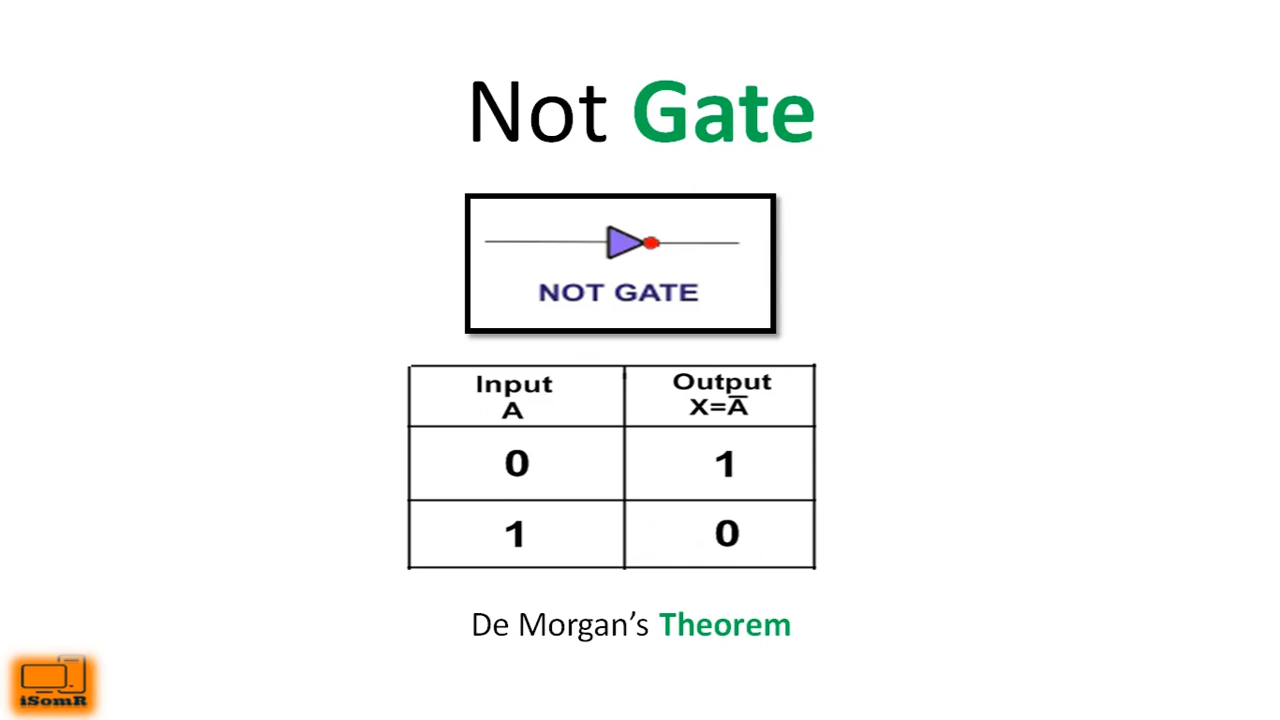 Not Gate
NOT GATE
Input
A
Output
X=A̅
0 1
1 0
De Morgan’s Theorem
iSomR